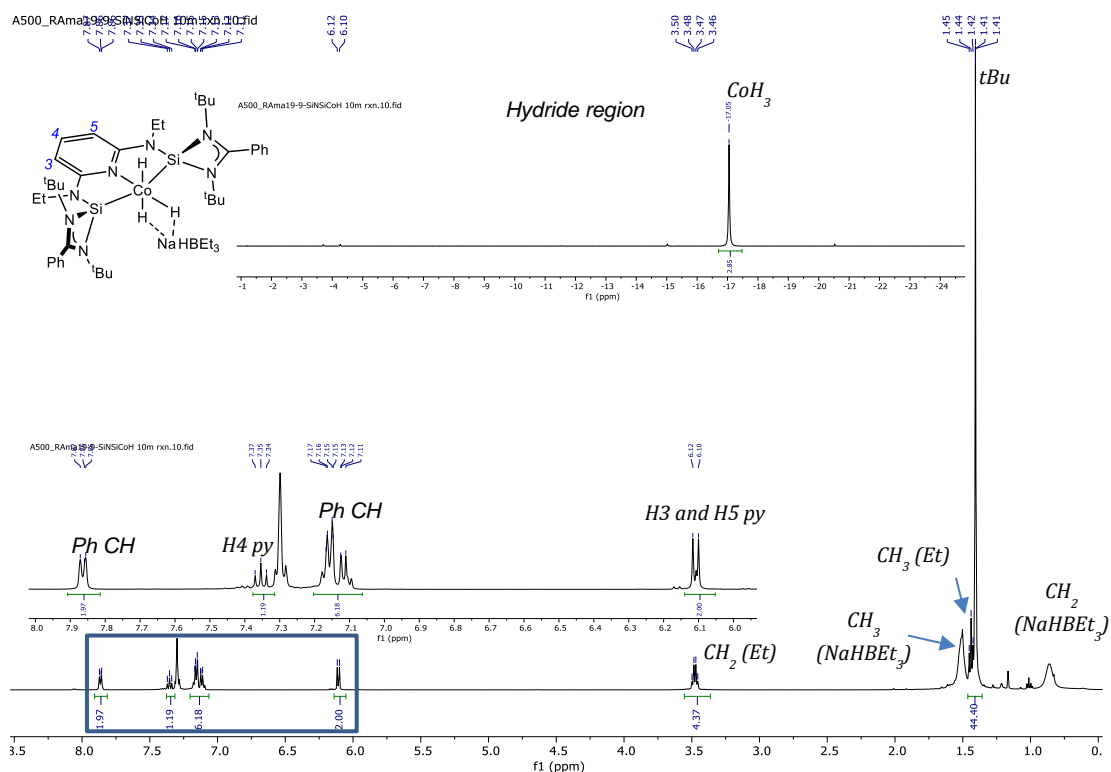 A500_RAma19-9-SiNSiCoH 10m rxn.10.fid
6.12
6.10
3.50
3.48
3.47
3.46
1.45
1.44
1.42
1.41
1.41
tBu
CoH3
Hydride region
A500_RAma19-9-SiNSiCoH 10m rxn.10.fid
-17.05
2.85
-1 -2 -3 -4 -5 -6 -7 -8 -9 -10 -11 -12 -13 -14 -15 -16 -17 -18 -19 -20 -21 -22 -23 -24
f1 (ppm)
tBu
Et
N
N
Ph
Si
N
tBu
4
5
3
N
H
Co
H
H
tBu
N
Et
Si
N
N
Ph
tBu
Na HBEt3
A500_RAma19-9-SiNSiCoH 10m rxn.10.fid
7.37
7.35
7.34
7.17
7.16
7.15
7.15
7.13
7.12
7.11
6.12
6.10
Ph CH
H4 py
Ph CH
H3 and H5 py
1.97
1.19
6.18
2.00
8.0 7.9 7.8 7.7 7.6 7.5 7.4 7.3 7.2 7.1 7.0 6.9 6.8 6.7 6.6 6.5 6.4 6.3 6.2 6.1 6.0
f1 (ppm)
CH2 (Et)
CH3 (NaHBEt3)
CH3 (Et)
CH2 (NaHBEt3)
1.97
1.19
6.18
2.00
4.37
44.40
3.5 8.0 7.5 7.0 6.5 6.0 5.5 5.0 4.5 4.0 3.5 3.0 2.5 2.0 1.5 1.0 0.
f1 (ppm)